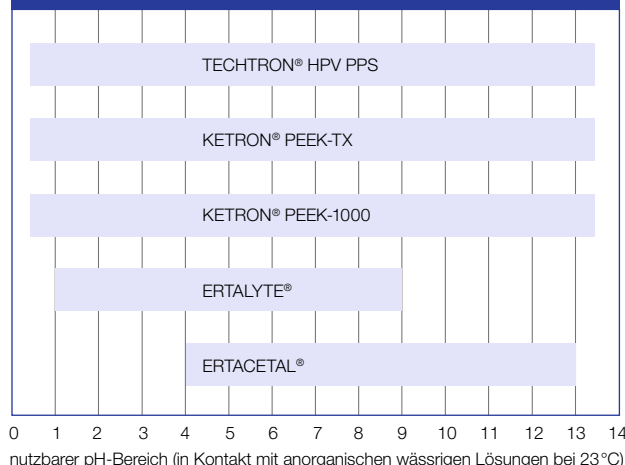 TECHTRON® HPV PPS
KETRON® PEEK-TX
KETRON® PEEK-1000
ERTALYTE®
ERTACETAL®
0 1 2 3 4 5 6 7 8 9 10 11 12 13 14
nutzbarer pH-Bereich (in Kontakt mit anorganischen wässrigen Lösungen bei 23°C)